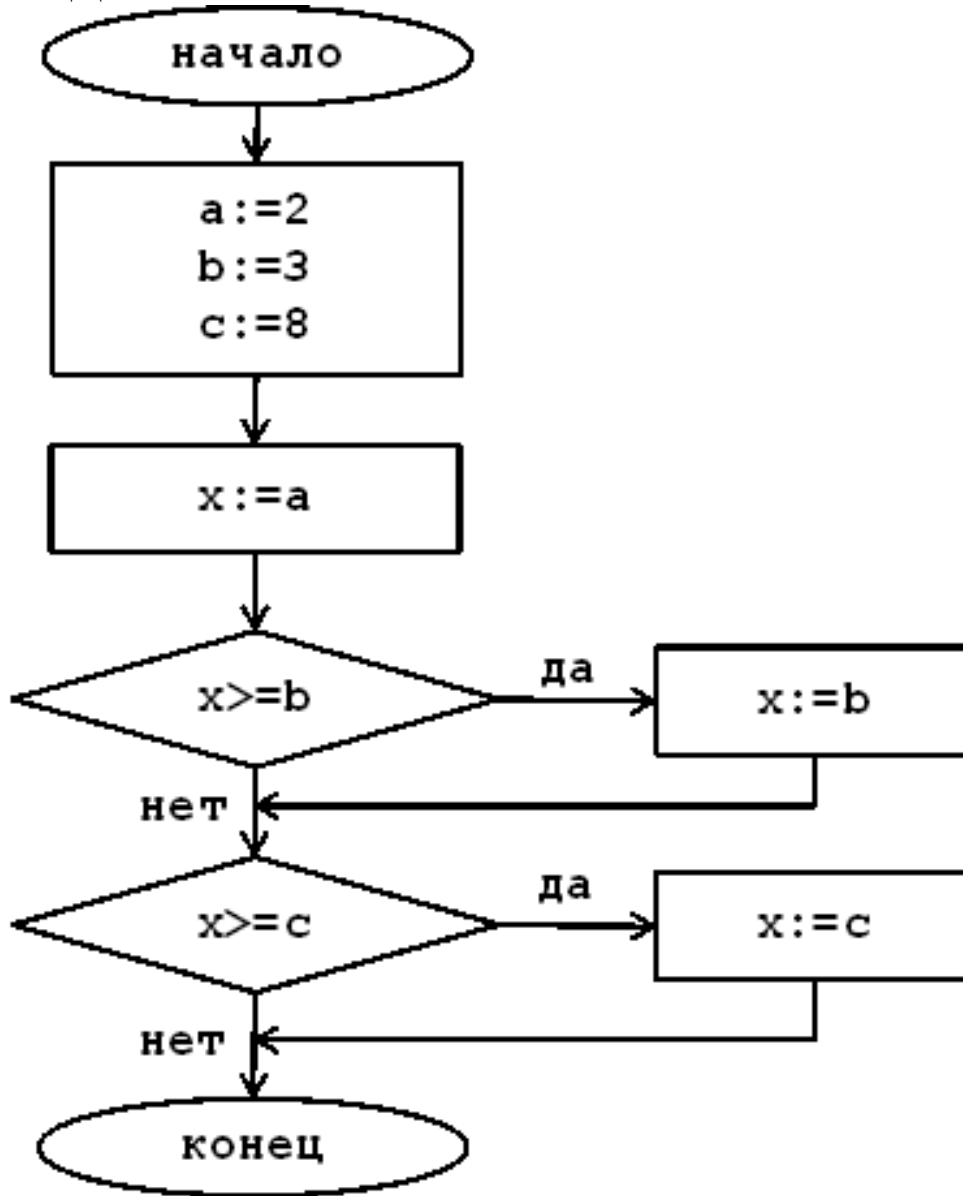 начало
a:=2
b:=3
c:=8
x:=a
x>=b
да
x:=b
нет
x>=c
да
x:=c
нет
конец